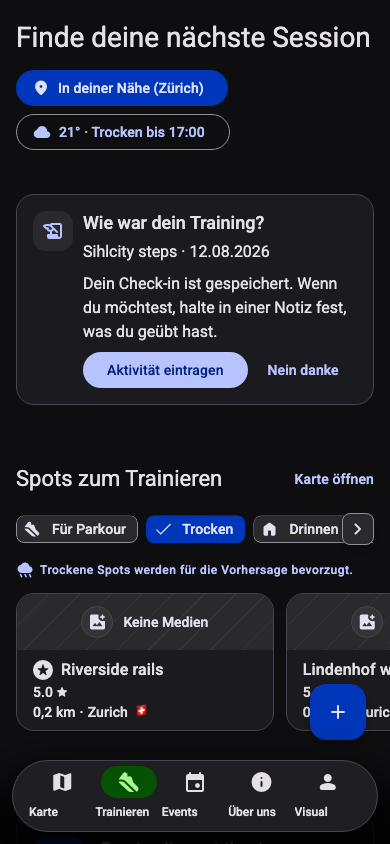 Finde deine nächste Session
In deiner Nähe (Zürich)
21° · Trocken bis 17:00
Wie war dein Training?
Sihlcity steps · 12.08.2026
Dein Check-in ist gespeichert. Wenn
du möchtest, halte in einer Notiz fest,
was du geübt hast.
Aktivität eintragen
Nein danke
Spots zum Trainieren
Karte öffnen
Für Parkour
Trocken
Drinnen
Trockene Spots werden für die Vorhersage bevorzugt.
Keine Medien
Riverside rails
5.0
0,2 km · Zurich
Lindenhof
Karte
Trainieren
Events
Über uns
Visual